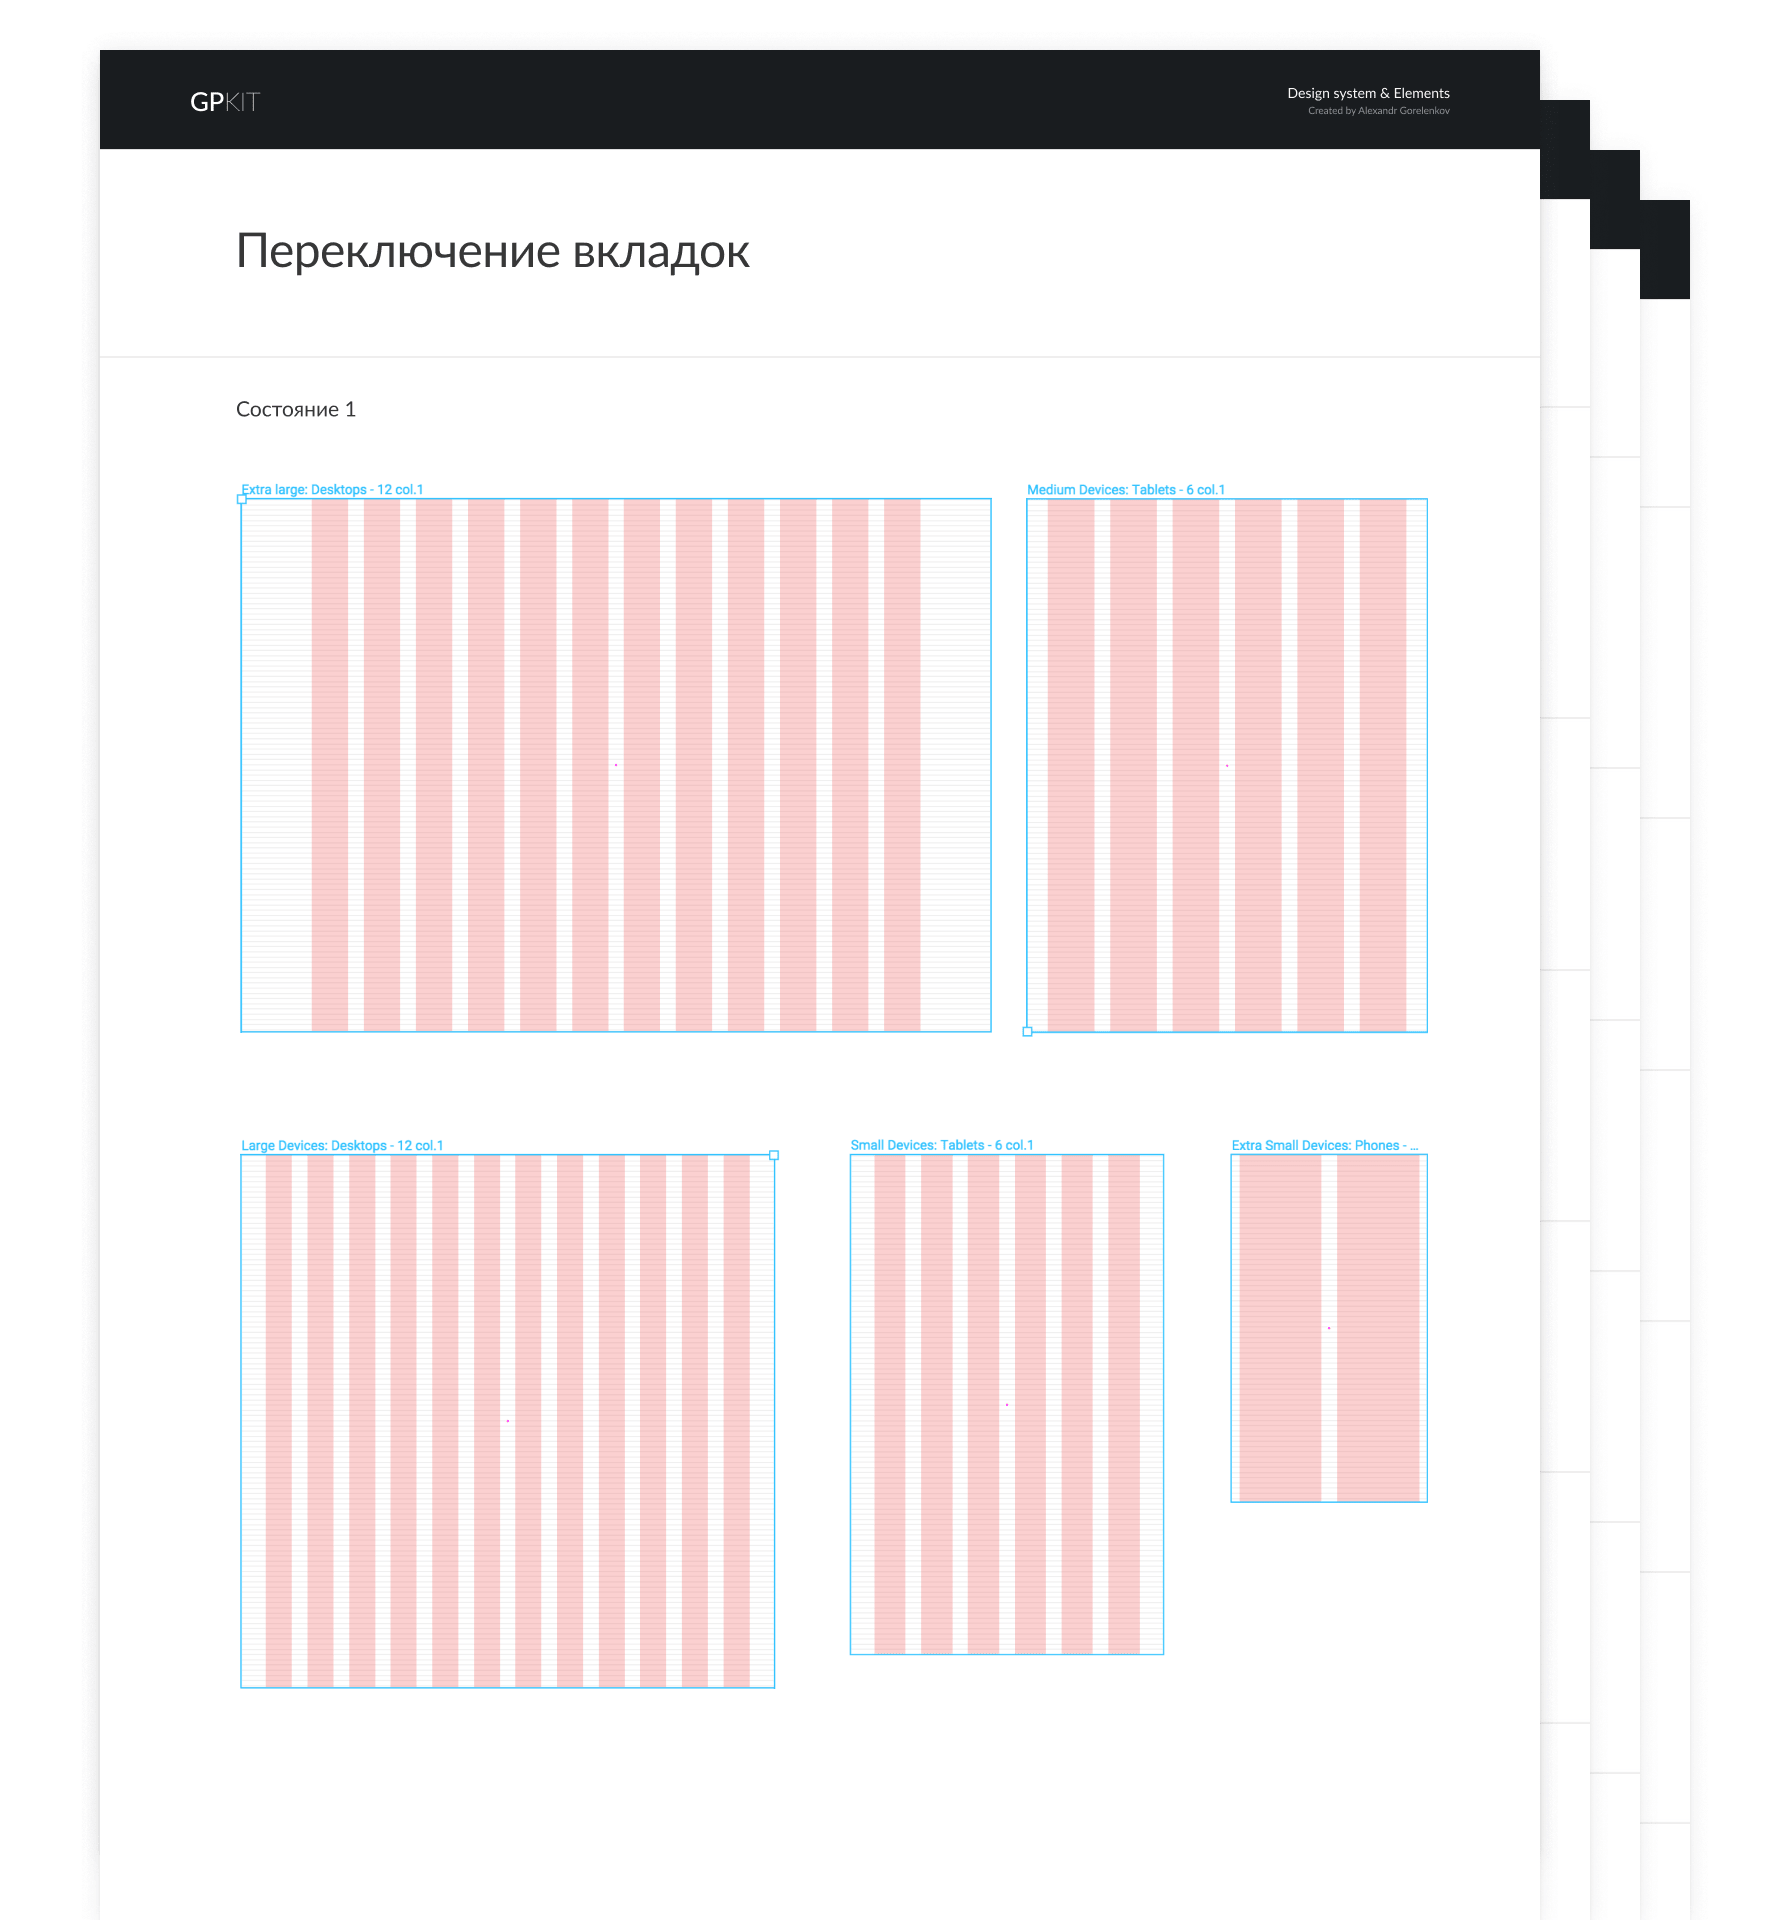 GPKIT
Design system & Elements
Created by Alexandr Gorelenkov
Переключение вкладок
Состояние 1
Extra large: Desktops - 12 col.1
Medium Devices: Tablets - 6 col.1
Large Devices: Desktops - 12 col.1
Small Devices: Tablets - 6 col.1
Extra Small Devices: Phones - ...